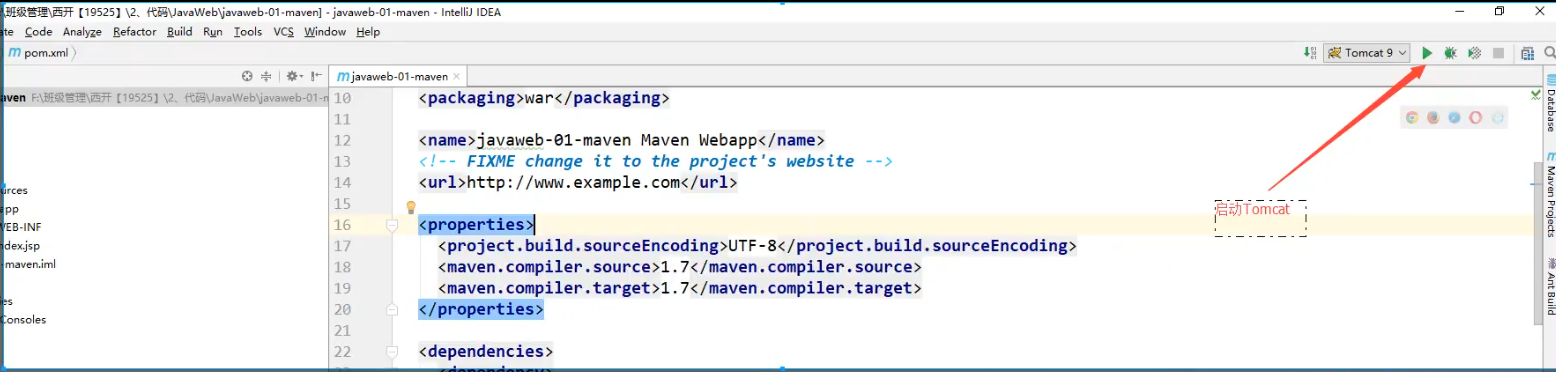 \班级管理\西开【19525】\2、代码\JavaWeb\javaweb-01-maven] - javaweb-01-maven - IntelliJ IDEA
ate Code Analyze Refactor Build Run Tools VCS Window Help
m pom.xml
Tomcat 9
m javaweb-01-maven
aven F:\班级管理\西开【19525】\2、代码\JavaWeb\javaweb-01-m
urces
app
WEB-INF
ndex.jsp
-maven.iml
ies
Consoles
10 <packaging>war</packaging>
11
12 <name>javaweb-01-maven Maven Webapp</name>
13 <!-- FIXME change it to the project's website -->
14 <url>http://www.example.com</url>
15
16 <properties>
17 <project.build.sourceEncoding>UTF-8</project.build.sourceEncoding>
18 <maven.compiler.source>1.7</maven.compiler.source>
19 <maven.compiler.target>1.7</maven.compiler.target>
20 </properties>
21
22 <dependencies>
<dependency>
启动Tomcat
Database
m Maven Projects
Ant Build